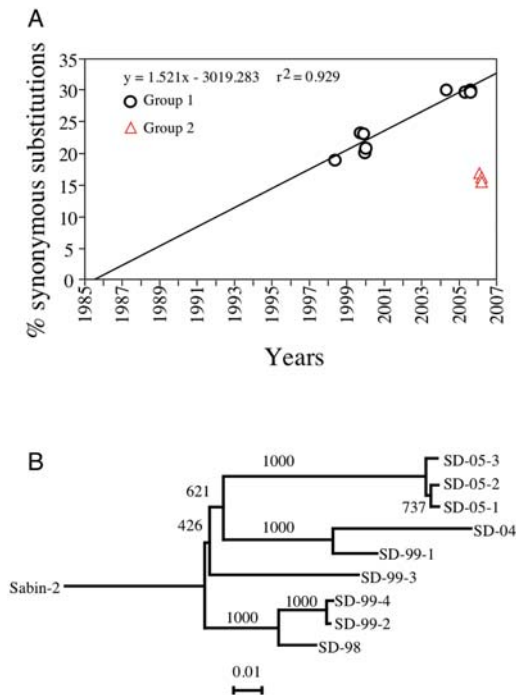 A
% synonymous substitutions
35
30
25
20
15
10
5
0
y = 1.521x - 3019.283 r² = 0.929
Group 1
Group 2
1985
1987
1989
1991
1993
1995
1997
1999
2001
2003
2005
2007
Years
B
Sabin-2
1000
621
426
737
SD-05-3
SD-05-2
SD-05-1
1000
SD-04
SD-99-1
SD-99-3
1000
1000
SD-99-4
SD-99-2
SD-98
0.01